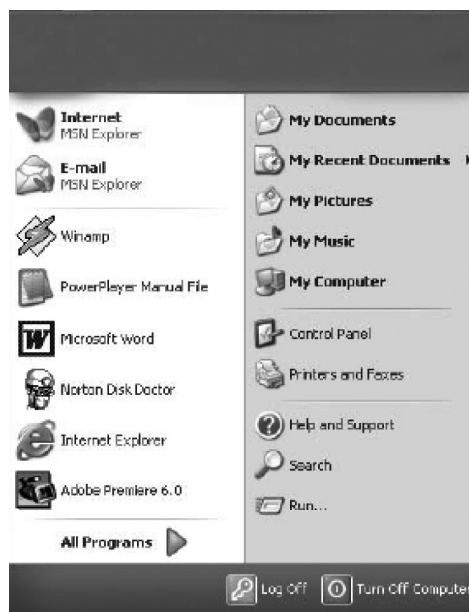 Internet
MSN Explorer
E-mail
MSN Explorer
Winamp
PowerPlayer Manual File
Microsoft Word
Norton Disk Doctor
Internet Explorer
Adobe Premiere 6.0
All Programs
My Documents
My Recent Documents
My Pictures
My Music
My Computer
Control Panel
Printers and Faxes
Help and Support
Search
Run...
Log Off
Turn Off Computer